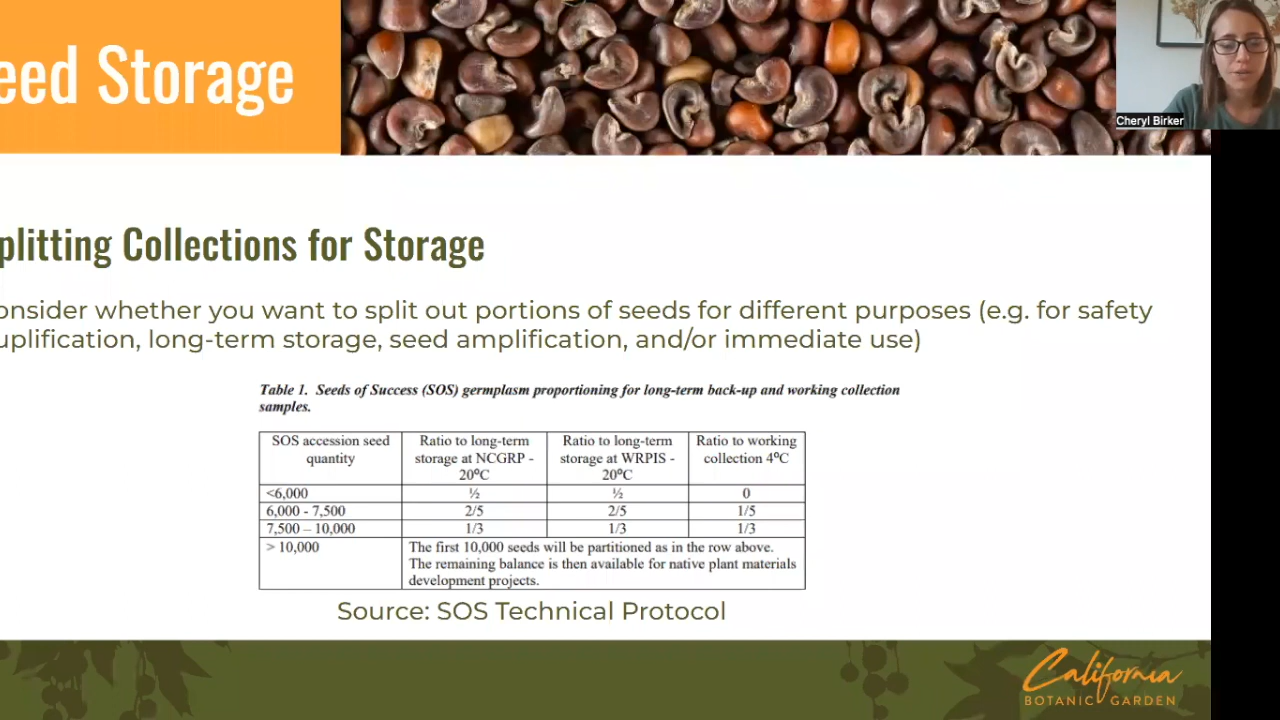 eed Storage
Cheryl Birker
plitting Collections for Storage
onsider whether you want to split out portions of seeds for different purposes (e.g. for safety
uplification, long-term storage, seed amplification, and/or immediate use)
Table 1. Seeds of Success (SOS) germplasm proportioning for long-term back-up and working collection
samples.
SOS accession seed quantity
Ratio to long-term storage at NCGRP - 20⁰C
Ratio to long-term storage at WRPIS - 20⁰C
Ratio to working collection 4⁰C
<6,000 ½ ½ 0
6,000 - 7,500 2/5 2/5 1/5
7,500 – 10,000 1/3 1/3 1/3
> 10,000 The first 10,000 seeds will be partitioned as in the row above.
The remaining balance is then available for native plant materials
development projects.
Source: SOS Technical Protocol
California
BOTANIC GARDEN